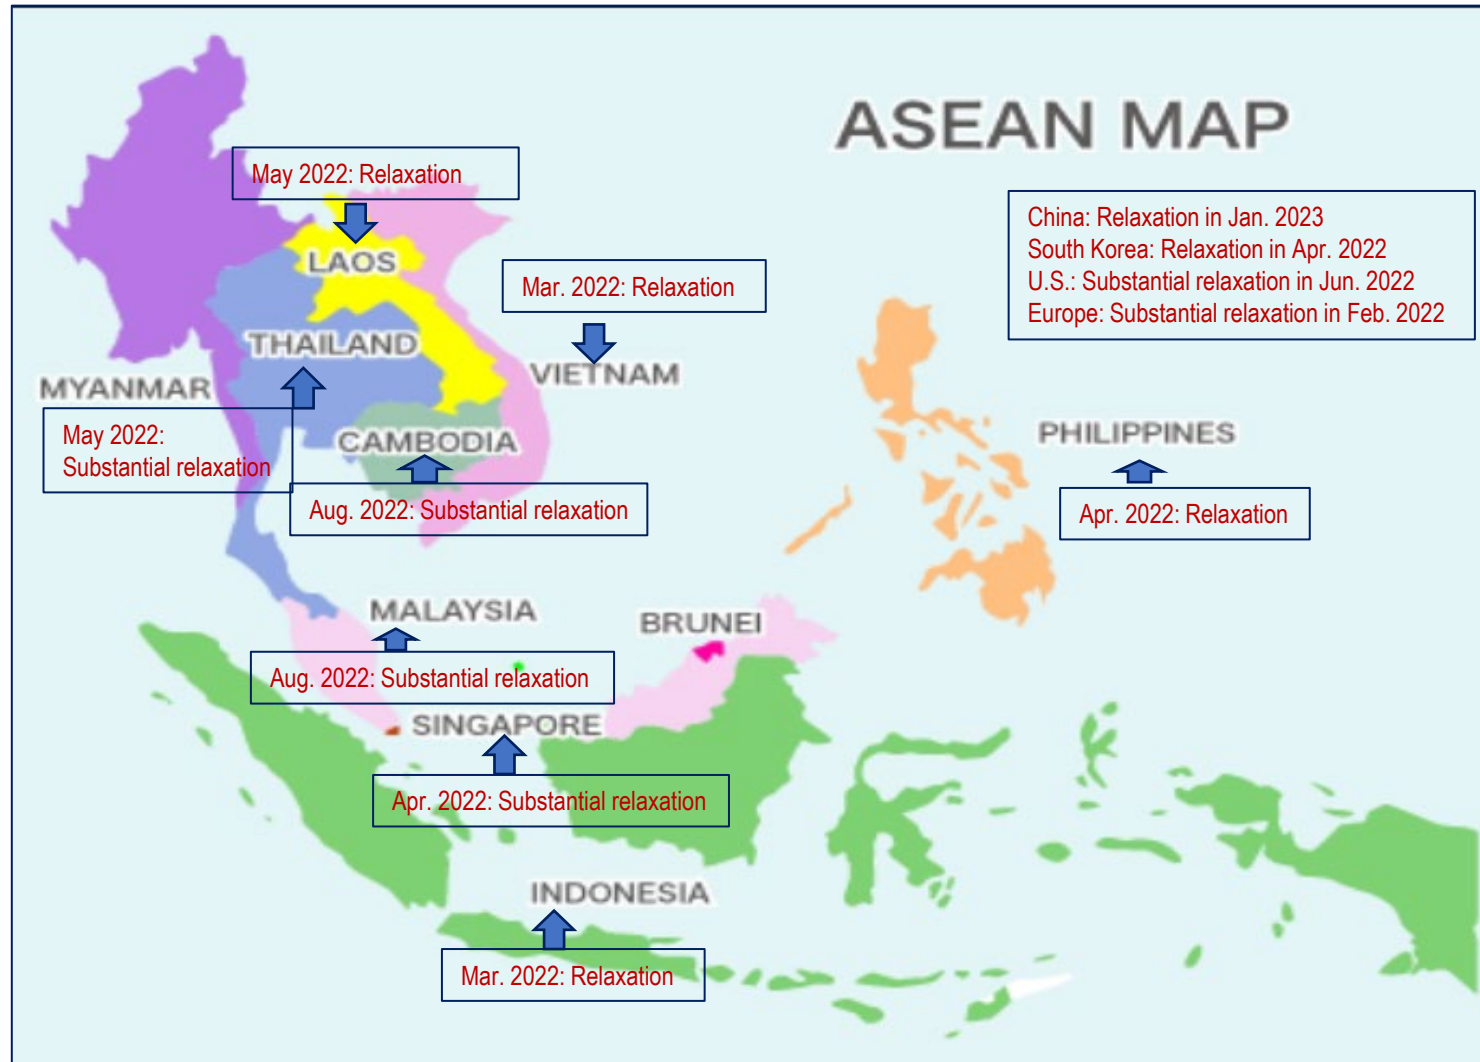 ASEAN MAP
May 2022: Relaxation
China: Relaxation in Jan. 2023
South Korea: Relaxation in Apr. 2022
U.S.: Substantial relaxation in Jun. 2022
Europe: Substantial relaxation in Feb. 2022
LAOS
Mar. 2022: Relaxation
THAILAND
VIETNAM
MYANMAR
May 2022:
Substantial relaxation
CAMBODIA
PHILIPPINES
Aug. 2022: Substantial relaxation
Apr. 2022: Relaxation
MALAYSIA
BRUNEI
Aug. 2022: Substantial relaxation
SINGAPORE
Apr. 2022: Substantial relaxation
INDONESIA
Mar. 2022: Relaxation